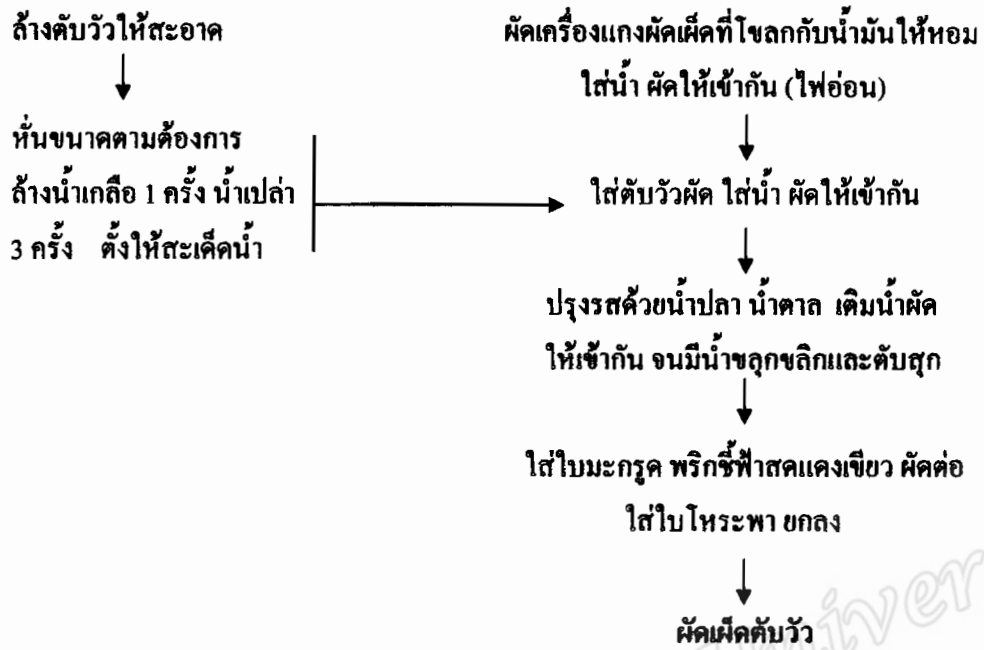 ล้างตับวัวให้สะอาด
หั่นขนาดตามต้องการ
ล้างน้ำเกลือ 1 ครั้ง น้ำเปล่า
3 ครั้ง ตั้งให้สะเด็ดน้ำ
ผัดเครื่องแกงผัดเผ็ดที่โขลกกับน้ำมันให้หอม
ใส่น้ำ ผัดให้เข้ากัน (ไฟอ่อน)
ใส่ตับวัวผัด ใส่น้ำ ผัดให้เข้ากัน
ปรุงรสด้วยน้ำปลา น้ำตาล เติมน้ำผัด
ให้เข้ากัน จนมีน้ำขลุกขลิกและตับสุก
ใส่ใบมะกรูด พริกชี้ฟ้าสดแดงเขียว ผัดต่อ
ใส่ใบโหระพา ยกลง
ผัดเผ็ดตับวัว